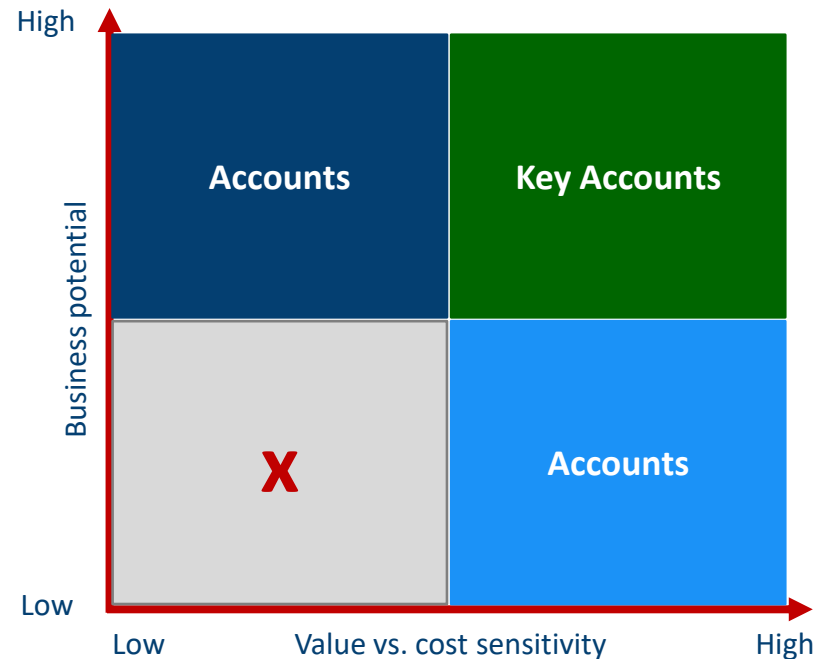 High
Accounts
Key Accounts
Business potential
X
Accounts
Low
Low
Value vs. cost sensitivity
High